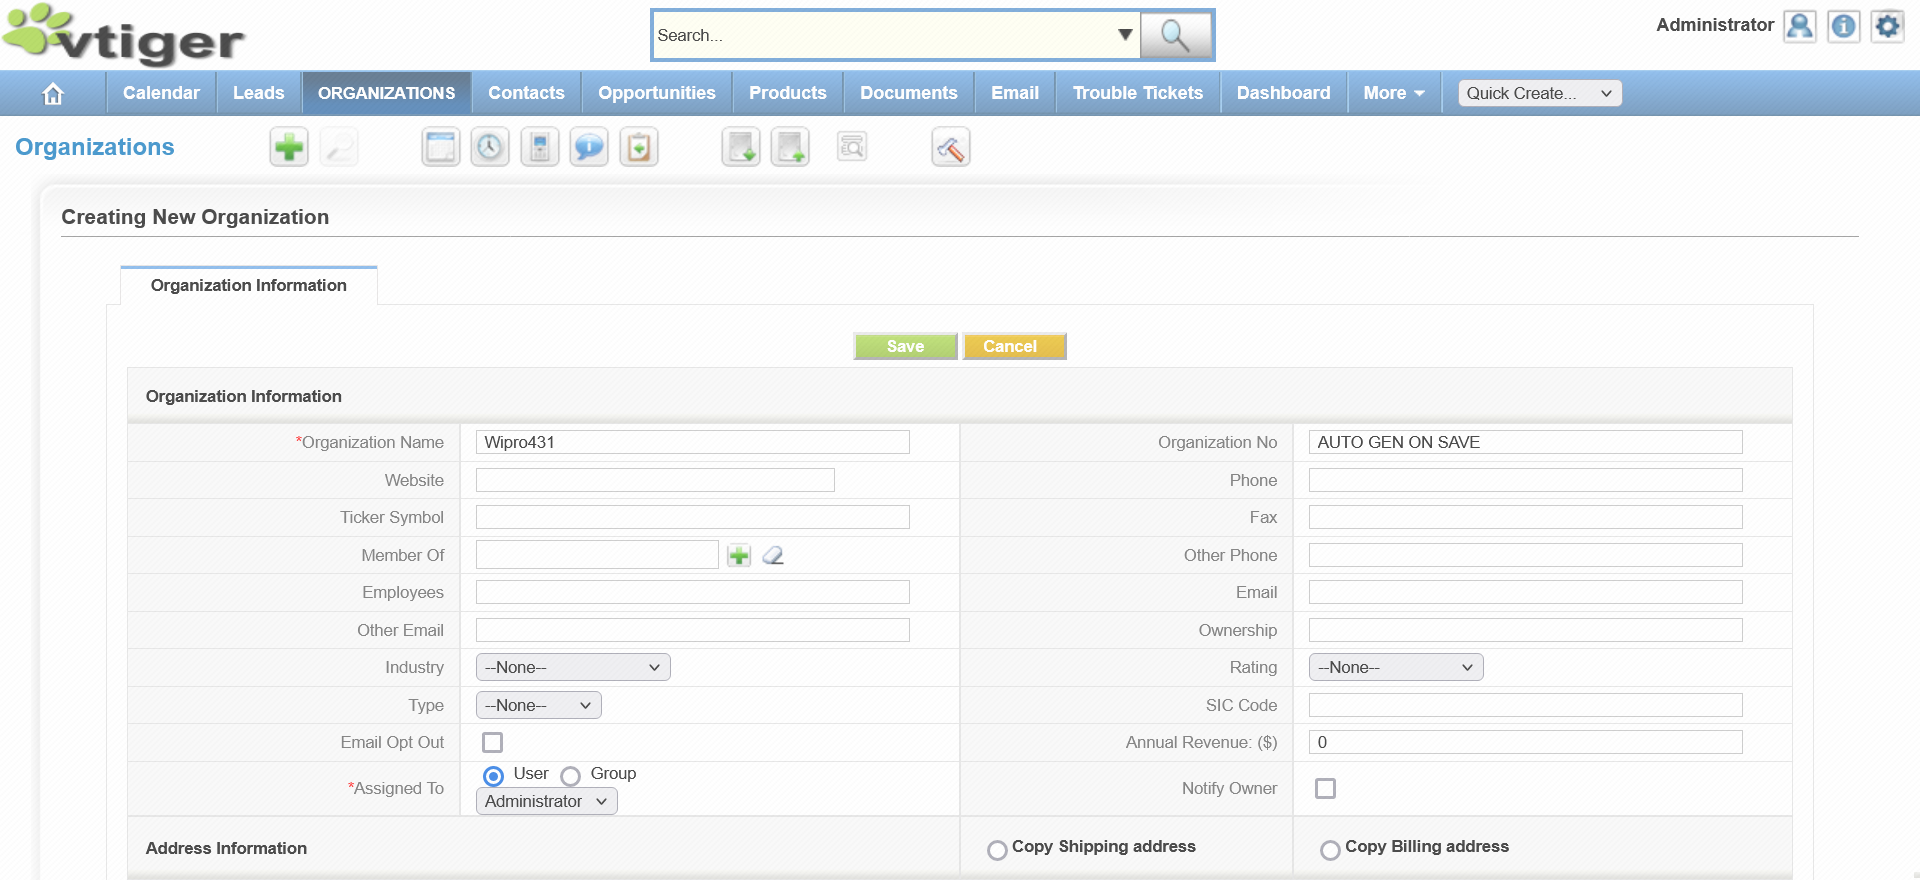 vtiger
Search...
Administrator
Calendar Leads ORGANIZATIONS Contacts Opportunities Products Documents Email Trouble Tickets Dashboard More Quick Create...
Organizations
Creating New Organization
Organization Information
Save Cancel
Organization Information
*Organization Name Wipro431 Organization No AUTO GEN ON SAVE
Website Phone
Ticker Symbol Fax
Member Of Other Phone
Employees Email
Other Email Ownership
Industry --None-- Rating --None--
Type --None-- SIC Code
Email Opt Out Annual Revenue: ($) 0
*Assigned To User Group Administrator Notify Owner
Address Information Copy Shipping address Copy Billing address